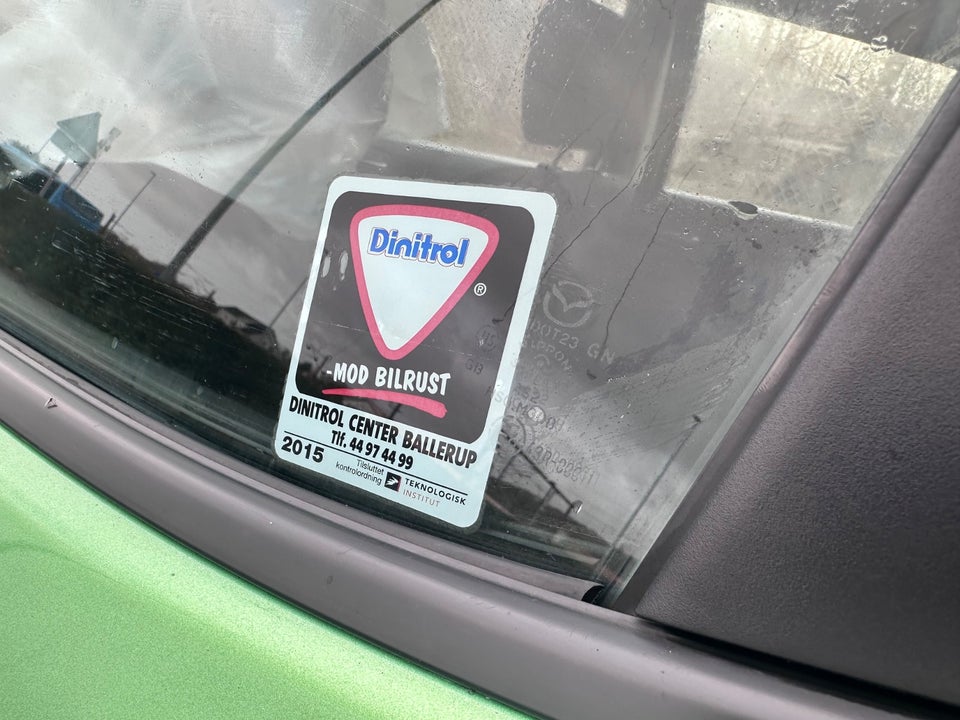 Dinitrol
®
-MOD BILRUST
DINITROL CENTER BALLERUP
Tlf. 44 97 44 99
2015
Tilsluttet
kontrolordning
TEKNOLOGISK
INSTITUT